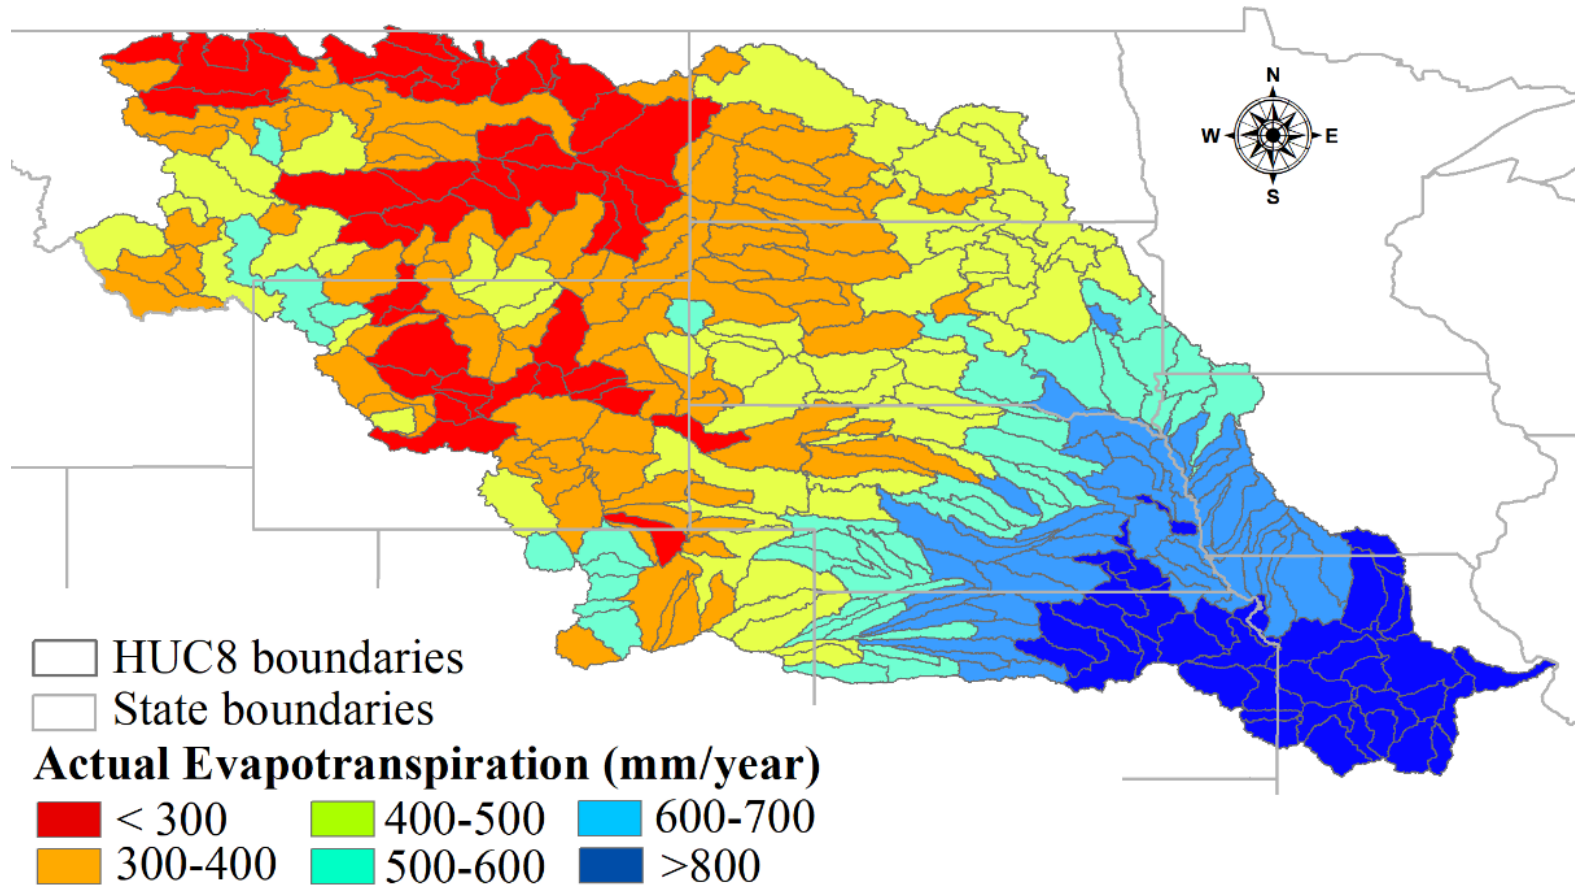 N
W E
S
HUC8 boundaries
State boundaries
Actual Evapotranspiration (mm/year)
< 300 400-500 600-700
300-400 500-600 >800